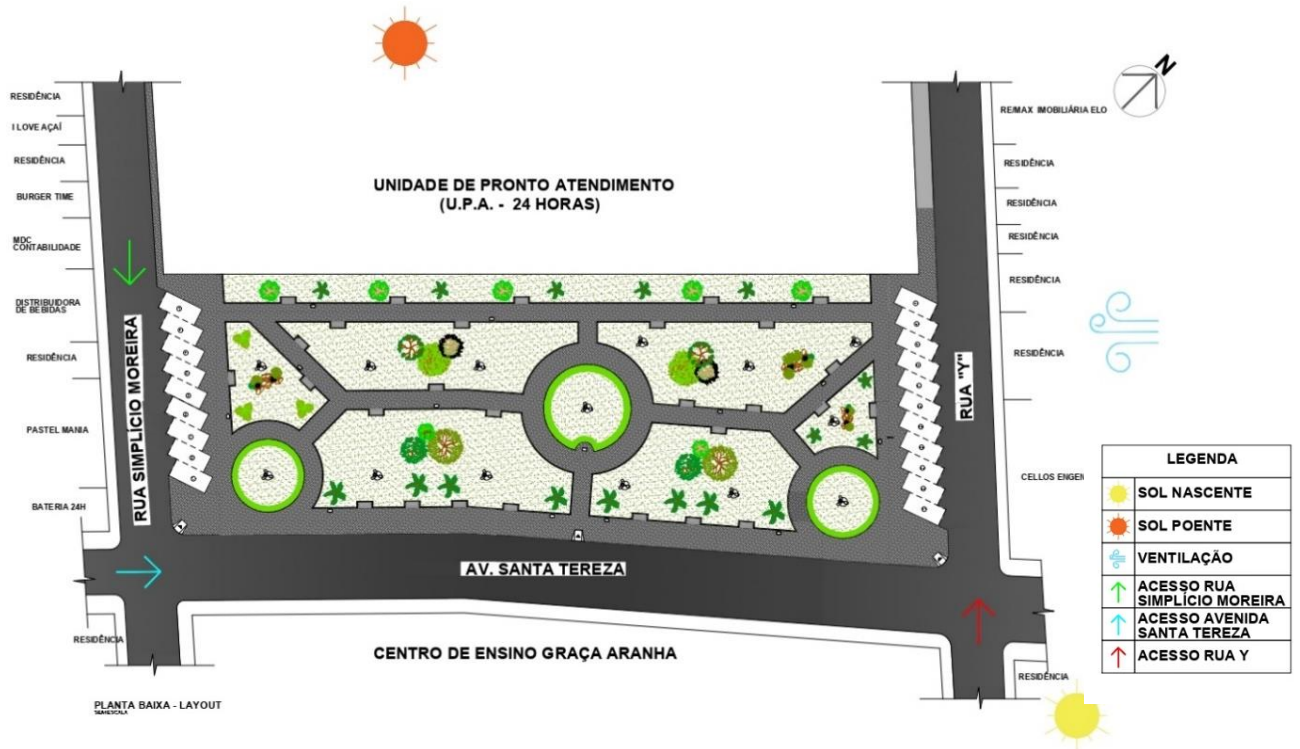 N
RESIDÊNCIA
I LOVE AÇAÍ
RESIDÊNCIA
BURGER TIME
MDC
CONTABILIDADE
DISTRIBUIDORA
DE BEBIDAS
RESIDÊNCIA
PASTEL MANIA
BATERIA 24H
RESIDÊNCIA
RUA SIMPLÍCIO MOREIRA
UNIDADE DE PRONTO ATENDIMENTO
(U.P.A. - 24 HORAS)
AV. SANTA TEREZA
CENTRO DE ENSINO GRAÇA ARANHA
RUA "Y"
RE/MAX IMOBILIÁRIA ELO
RESIDÊNCIA
RESIDÊNCIA
RESIDÊNCIA
RESIDÊNCIA
RESIDÊNCIA
CELLOS ENGEN
RESIDÊNCIA
LEGENDA
SOL NASCENTE
SOL POENTE
VENTILAÇÃO
ACESSO RUA
SIMPLÍCIO MOREIRA
ACESSO AVENIDA
SANTA TEREZA
ACESSO RUA Y
PLANTA BAIXA - LAYOUT